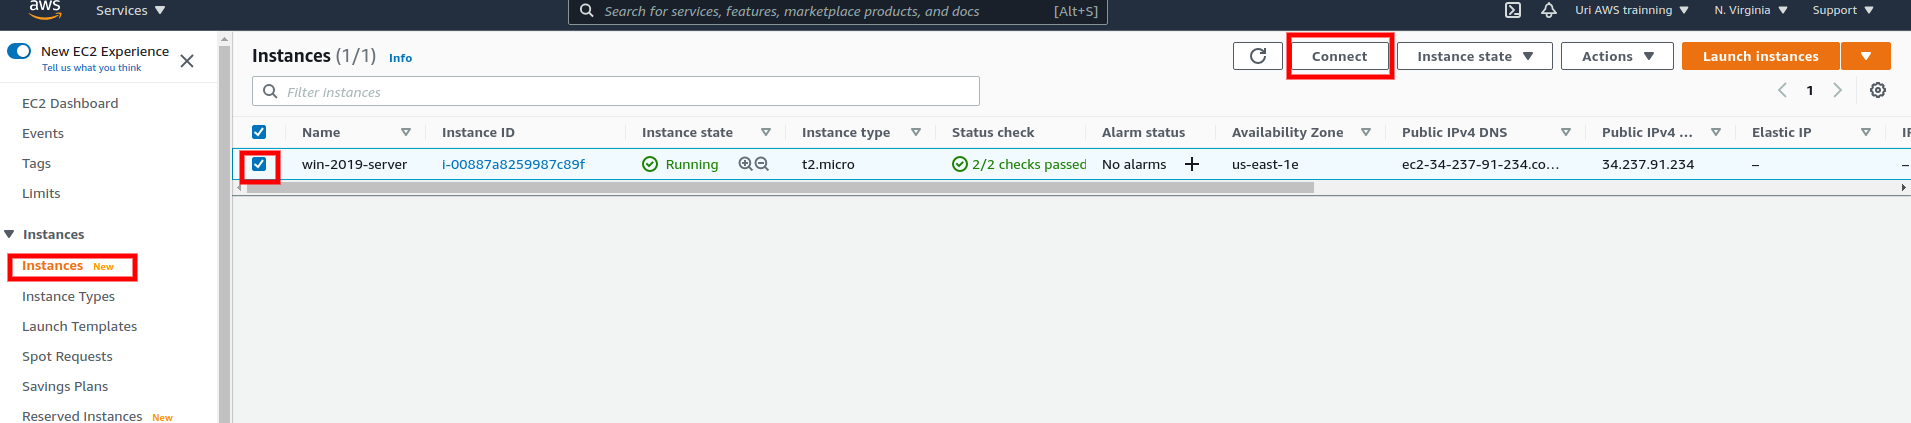 aws Services Search for services, features, marketplace products, and docs [Alt+S] Uri AWS trainning N. Virginia Support
New EC2 Experience
Tell us what you think
EC2 Dashboard
Events
Tags
Limits
Instances
Instances New
Instance Types
Launch Templates
Spot Requests
Savings Plans
Reserved Instances New
Instances (1/1) Info Connect Instance state Actions Launch instances
Filter instances 1
Name Instance ID Instance state Instance type Status check Alarm status Availability Zone Public IPv4 DNS Public IPv4 ... Elastic IP
win-2019-server i-00887a8259987c89f Running t2.micro 2/2 checks passed No alarms + us-east-1e ec2-34-237-91-234.co... 34.237.91.234 – –